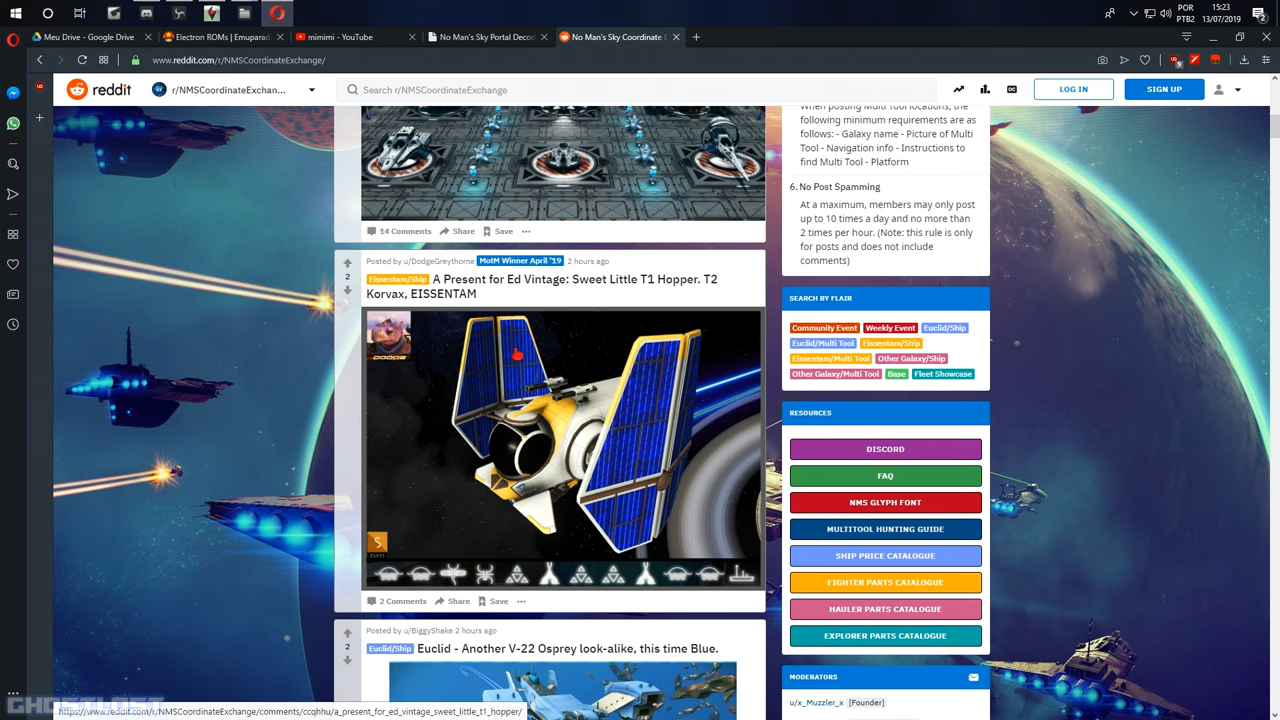 POR
15:23
PTB2
13/07/2019
2
Meu Drive - Google Drive
Electron ROMs | Emuparad
mimimi - YouTube
No Man's Sky Portal Decod
No Man's Sky Coordinate E
www.reddit.com/r/NMSCoordinateExchange/
9
reddit
r/NMSCoordinateExchan...
Search r/NMSCoordinateExchange
LOG IN
SIGN UP
When posting Multi Tool locations, the
following minimum requirements are as
follows: - Galaxy name - Picture of Multi
Tool - Navigation info - Instructions to
find Multi Tool - Platform
6. No Post Spamming
At a maximum, members may only post
up to 10 times a day and no more than
2 times per hour. (Note: this rule is only
for posts and does not include
comments)
14 Comments Share Save ...
Posted by u/DodgeGreythorne MotM Winner April '19 2 hours ago
2
Eissentam/Ship A Present for Ed Vintage: Sweet Little T1 Hopper. T2
Korvax, EISSENTAM
DODGE
S
CLASS
2 Comments Share Save ...
Posted by u/BiggyShake 2 hours ago
2
Euclid/Ship Euclid - Another V-22 Osprey look-alike, this time Blue.
SEARCH BY FLAIR
Community Event Weekly Event Euclid/Ship
Euclid/Multi Tool Eissentam/Ship
Eissentam/Multi Tool Other Galaxy/Ship
Other Galaxy/Multi Tool Base Fleet Showcase
RESOURCES
DISCORD
FAQ
NMS GLYPH FONT
MULTITOOL HUNTING GUIDE
SHIP PRICE CATALOGUE
FIGHTER PARTS CATALOGUE
HAULER PARTS CATALOGUE
EXPLORER PARTS CATALOGUE
MODERATORS
u/x_Muzzler_x [Founder]
GHOSTLOST
https://www.reddit.com/r/NMSCoordinateExchange/comments/ccqhhu/a_present_for_ed_vintage_sweet_little_t1_hopper/